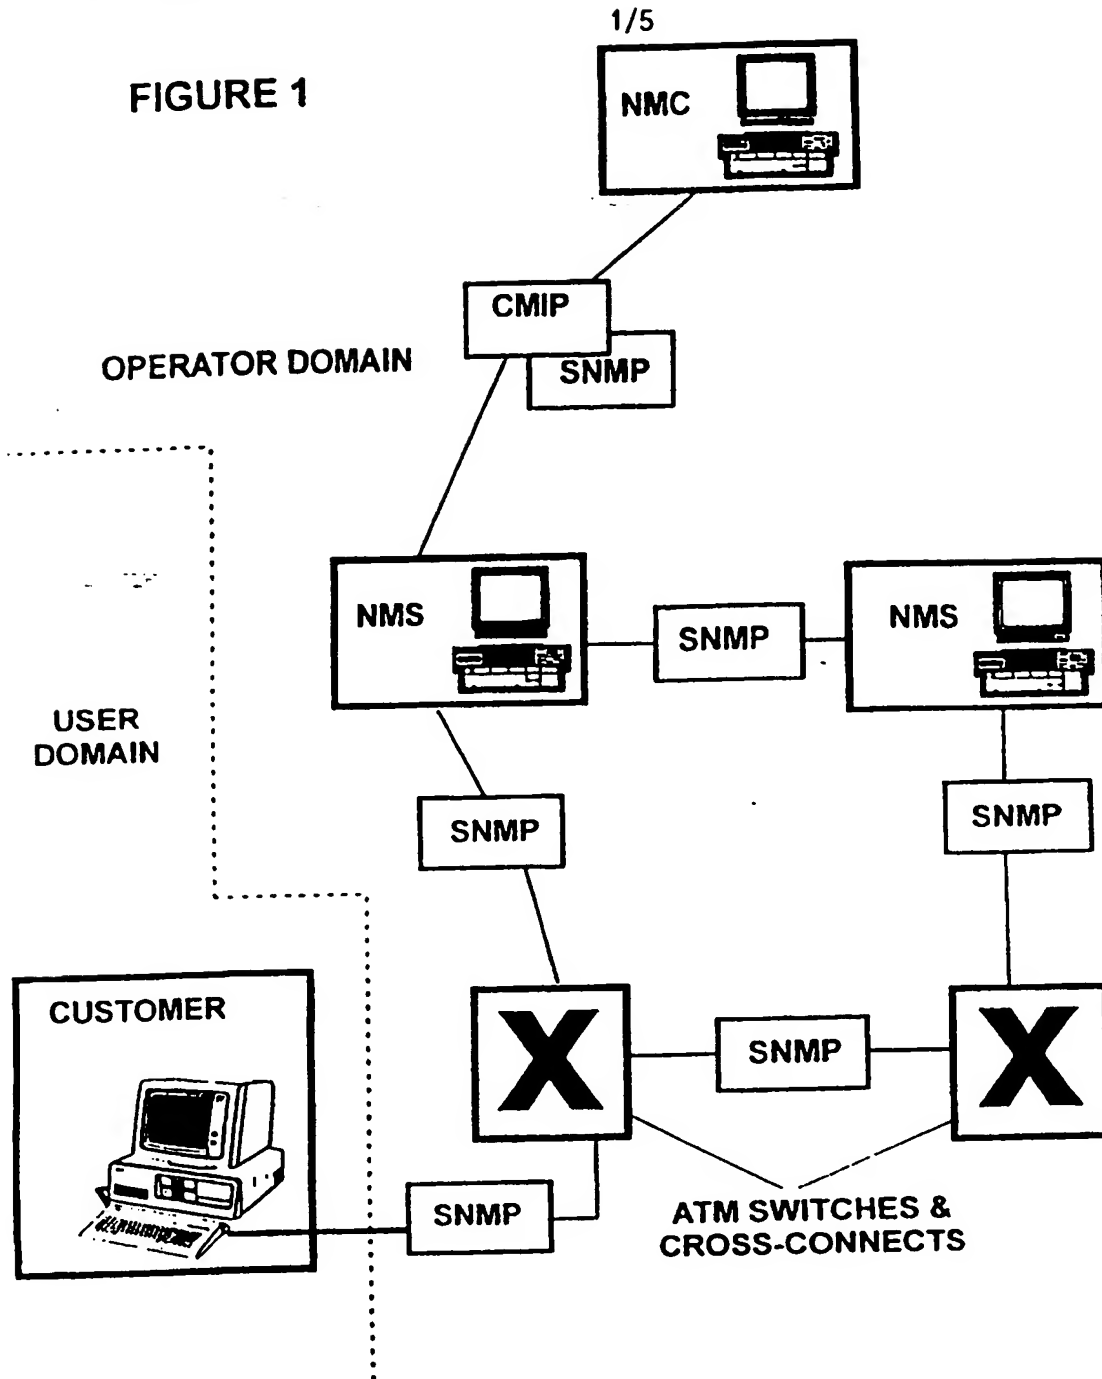 1/5
FIGURE 1
NMC
CMIP
SNMP
OPERATOR DOMAIN
NMS
SNMP
NMS
USER
DOMAIN
SNMP
SNMP
CUSTOMER
X
SNMP
X
SNMP
ATM SWITCHES &
CROSS-CONNECTS